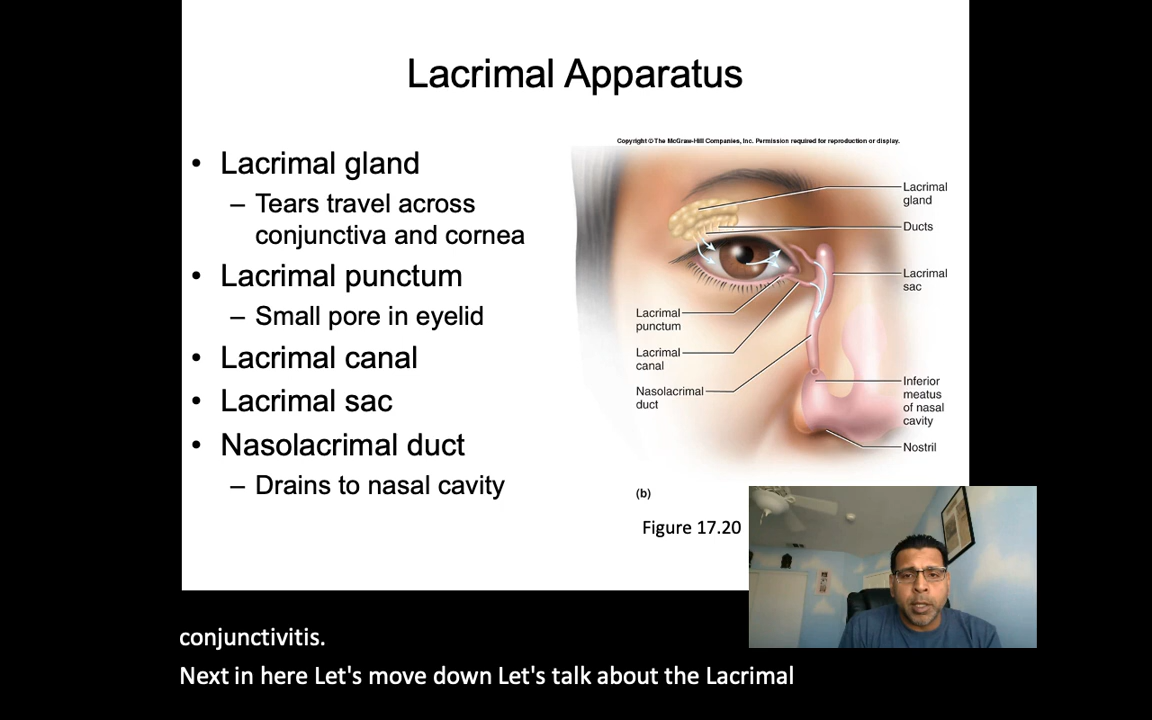 Lacrimal Apparatus
• Lacrimal gland
– Tears travel across
conjunctiva and cornea
• Lacrimal punctum
– Small pore in eyelid
• Lacrimal canal
• Lacrimal sac
• Nasolacrimal duct
– Drains to nasal cavity
Copyright © The McGraw-Hill Companies, Inc. Permission required for reproduction or display.
Lacrimal
gland
Ducts
Lacrimal
sac
Lacrimal
punctum
Lacrimal
canal
Nasolacrimal
duct
Inferior
meatus
of nasal
cavity
Nostril
(b)
Figure 17.20
conjunctivitis.
Next in here Let's move down Let's talk about the Lacrimal